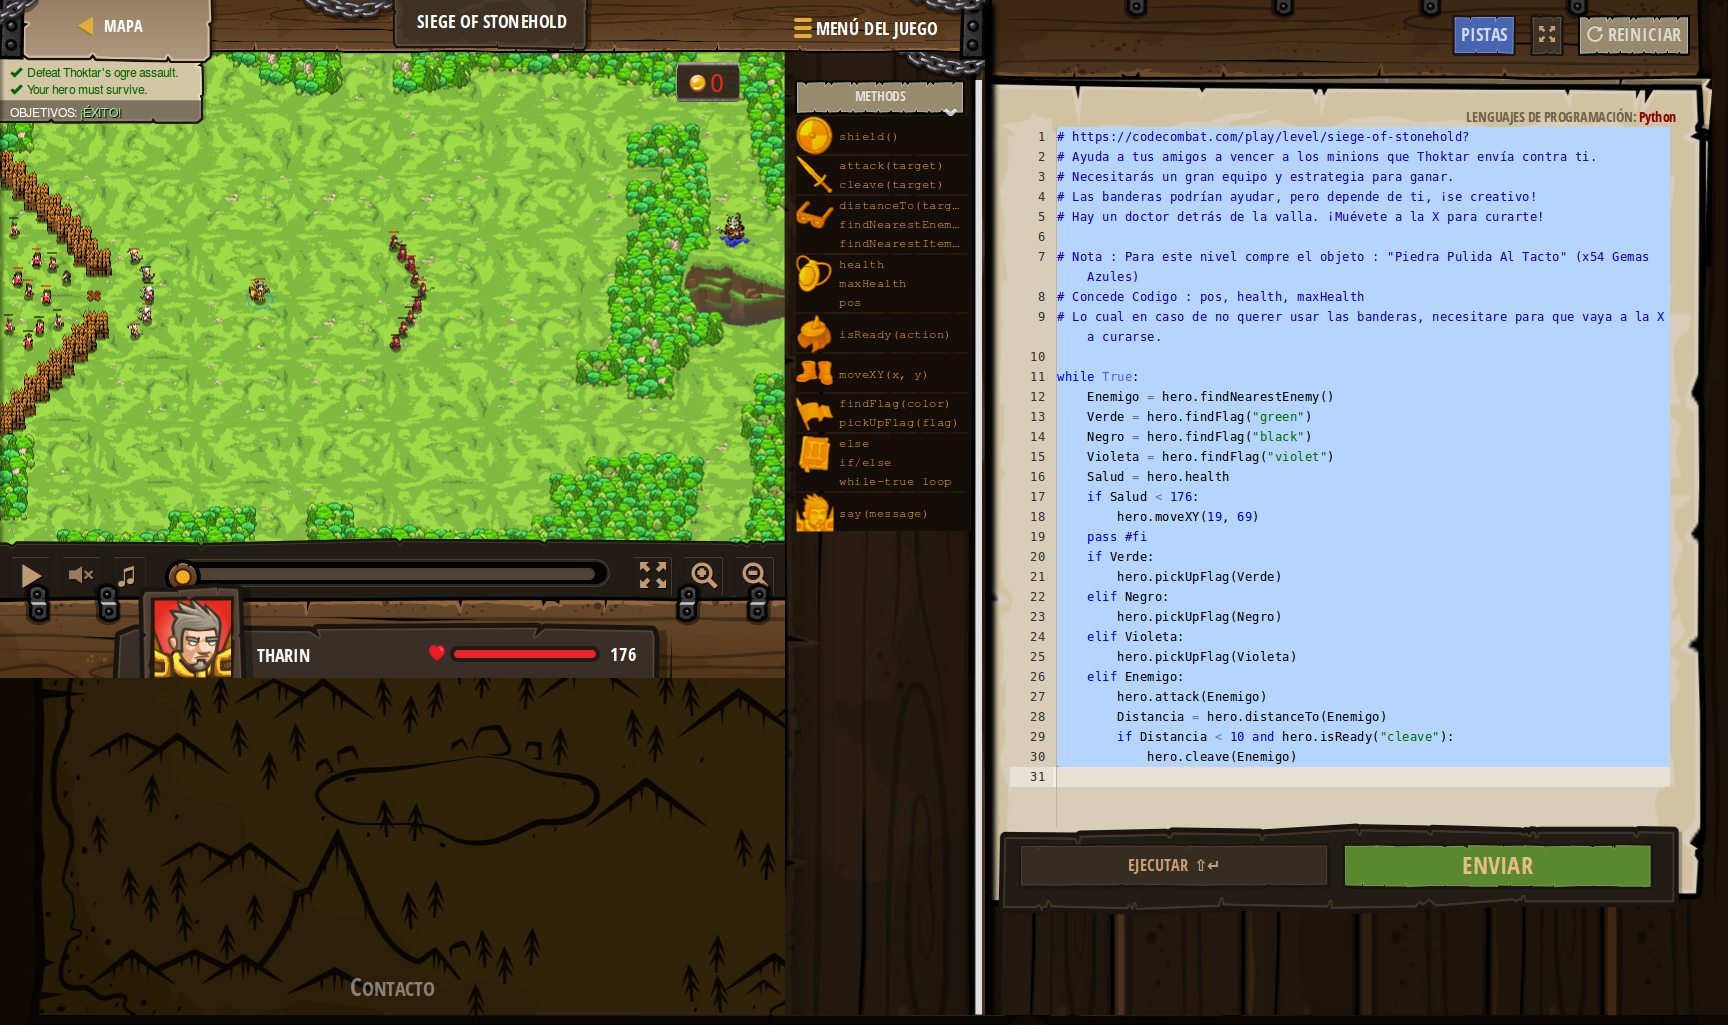 MAPA
SIEGE OF STONEHOLD
MENÚ DEL JUEGO
PISTAS
REINICIAR
Defeat Thoktar's ogre assault.
Your hero must survive.
OBJETIVOS: ¡ÉXITO!
0
METHODS
shield()
attack(target)
cleave(target)
distanceTo(targ…
findNearestEnem…
findNearestItem…
health
maxHealth
pos
isReady(action)
moveXY(x, y)
findFlag(color)
pickUpFlag(flag)
else
if/else
while-true loop
say(message)
LENGUAJES DE PROGRAMACIÓN: Python
1 # https://codecombat.com/play/level/siege-of-stonehold?
2 # Ayuda a tus amigos a vencer a los minions que Thoktar envía contra ti.
3 # Necesitarás un gran equipo y estrategia para ganar.
4 # Las banderas podrían ayudar, pero depende de ti, ¡se creativo!
5 # Hay un doctor detrás de la valla. ¡Muévete a la X para curarte!
6
7 # Nota : Para este nivel compre el objeto : "Piedra Pulida Al Tacto" (x54 Gemas
Azules)
8 # Concede Codigo : pos, health, maxHealth
9 # Lo cual en caso de no querer usar las banderas, necesitare para que vaya a la X
a curarse.
10
11 while True:
12 Enemigo = hero.findNearestEnemy()
13 Verde = hero.findFlag("green")
14 Negro = hero.findFlag("black")
15 Violeta = hero.findFlag("violet")
16 Salud = hero.health
17 if Salud < 176:
18 hero.moveXY(19, 69)
19 pass #fi
20 if Verde:
21 hero.pickUpFlag(Verde)
22 elif Negro:
23 hero.pickUpFlag(Negro)
24 elif Violeta:
25 hero.pickUpFlag(Violeta)
26 elif Enemigo:
27 hero.attack(Enemigo)
28 Distancia = hero.distanceTo(Enemigo)
29 if Distancia < 10 and hero.isReady("cleave"):
30 hero.cleave(Enemigo)
31
THARIN
176
EJECUTAR ⇧↵
ENVIAR
CONTACTO